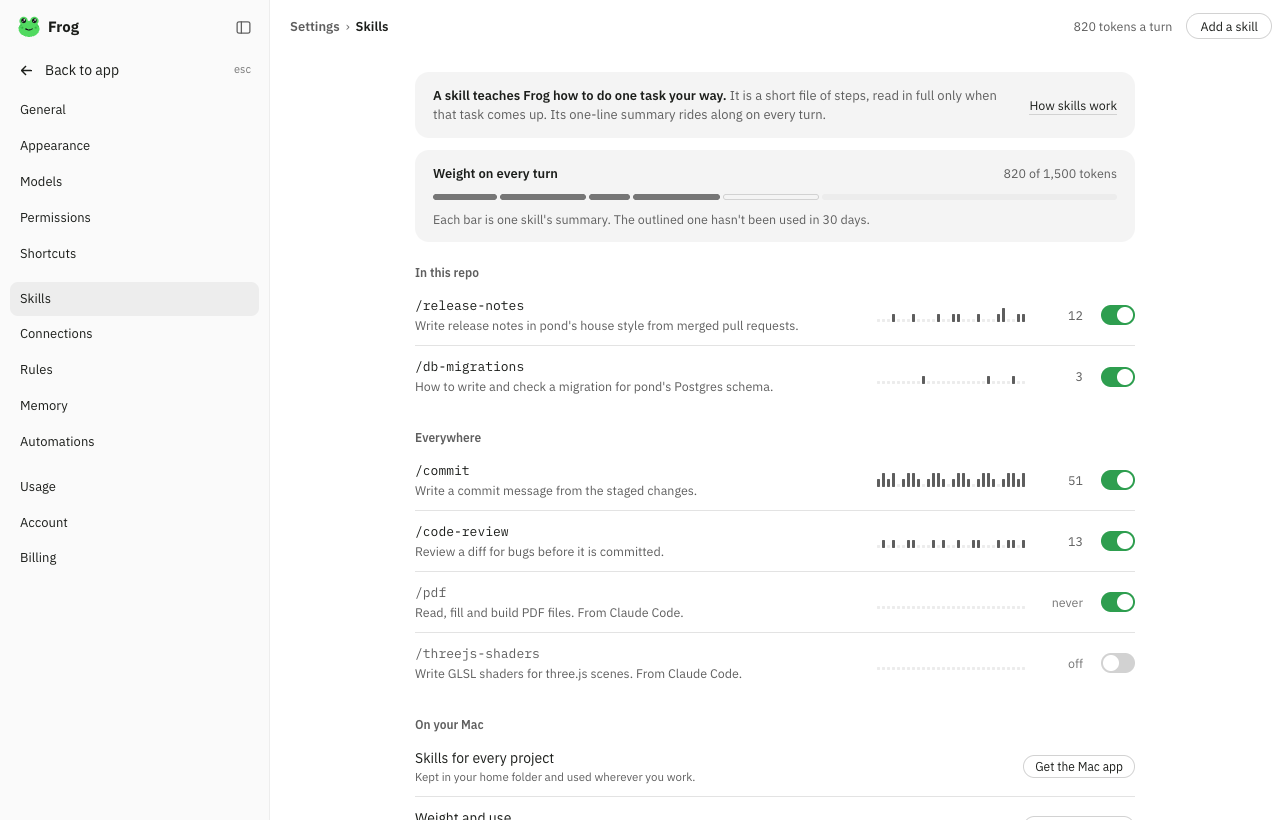 Frog
Back to app
esc
General
Appearance
Models
Permissions
Shortcuts
Skills
Connections
Rules
Memory
Automations
Usage
Account
Billing
Settings › Skills
820 tokens a turn
Add a skill
A skill teaches Frog how to do one task your way. It is a short file of steps, read in full only when
that task comes up. Its one-line summary rides along on every turn.
How skills work
Weight on every turn
820 of 1,500 tokens
Each bar is one skill's summary. The outlined one hasn't been used in 30 days.
In this repo
/release-notes
Write release notes in pond's house style from merged pull requests.
12
/db-migrations
How to write and check a migration for pond's Postgres schema.
3
Everywhere
/commit
Write a commit message from the staged changes.
51
/code-review
Review a diff for bugs before it is committed.
13
/pdf
Read, fill and build PDF files. From Claude Code.
never
/threejs-shaders
Write GLSL shaders for three.js scenes. From Claude Code.
off
On your Mac
Skills for every project
Kept in your home folder and used wherever you work.
Get the Mac app
Weight and use